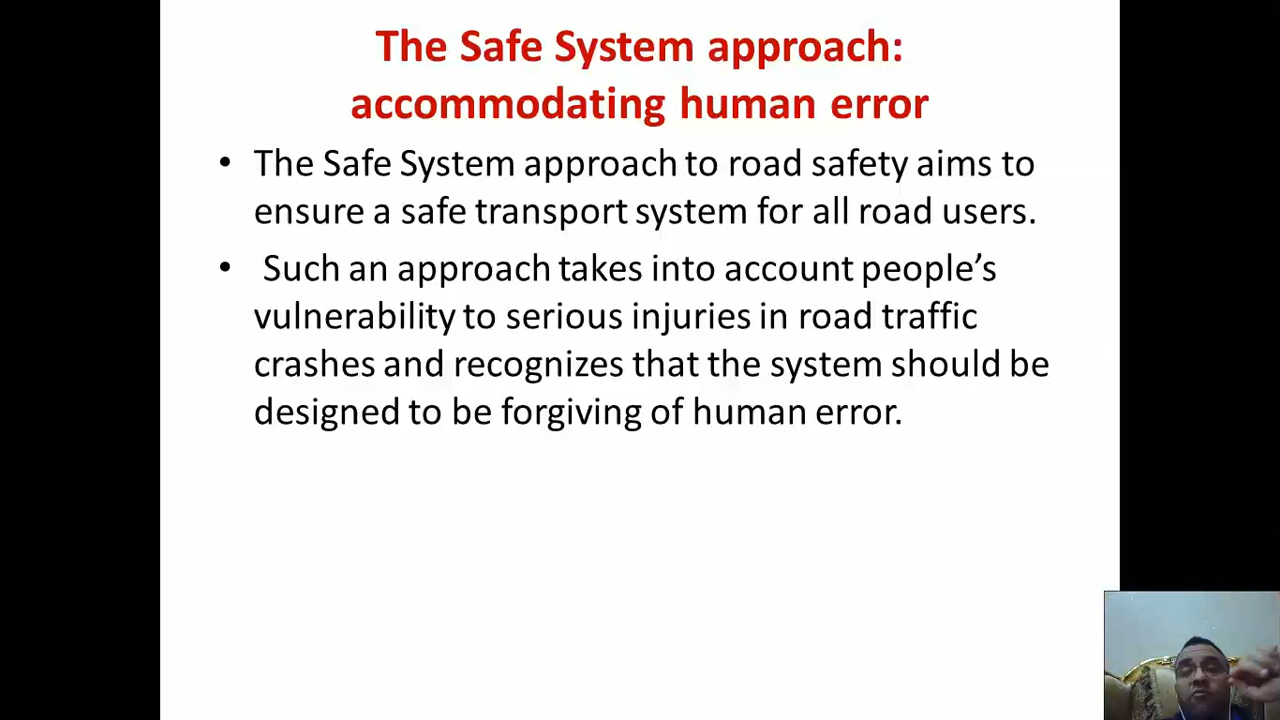 The Safe System approach:
accommodating human error
• The Safe System approach to road safety aims to
ensure a safe transport system for all road users.
• Such an approach takes into account people’s
vulnerability to serious injuries in road traffic
crashes and recognizes that the system should be
designed to be forgiving of human error.